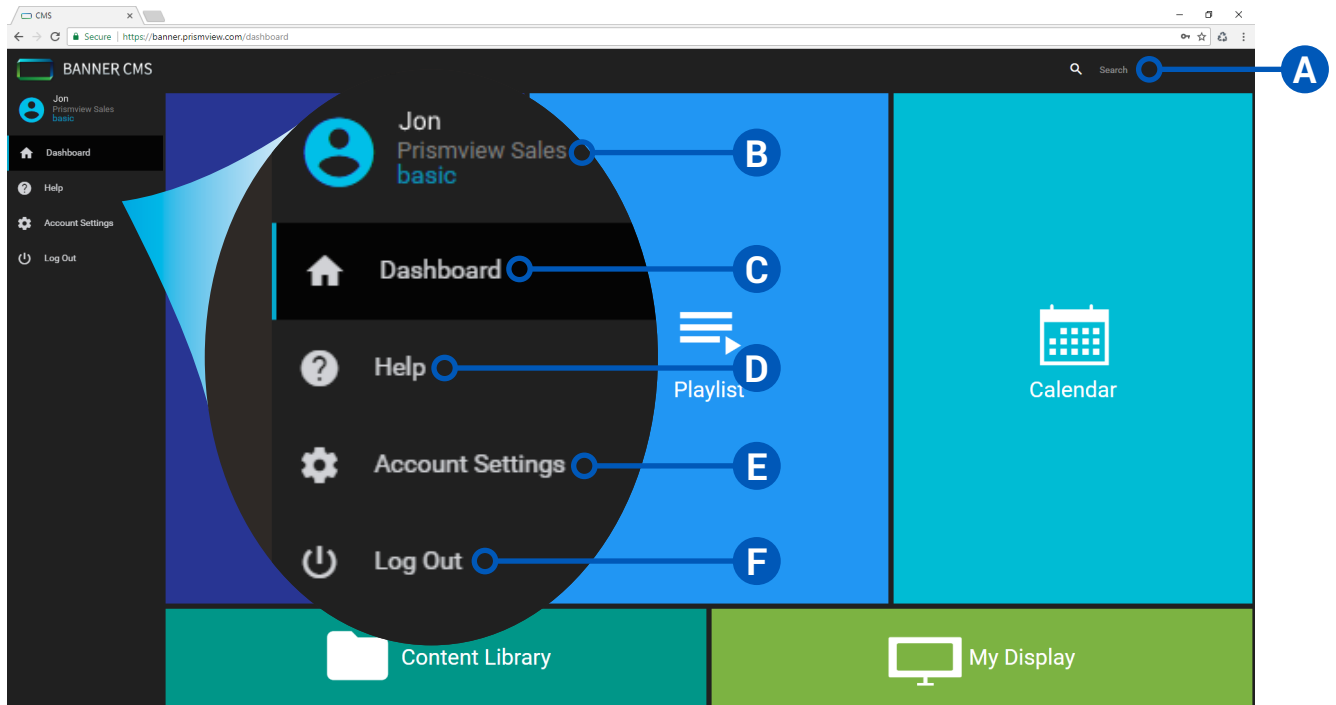 CMS
Secure | https://banner.prismview.com/dashboard
BANNER CMS
Search
A
Jon
Prismview Sales
basic
Dashboard
Help
Account Settings
Log Out
Jon
Prismview Sales
basic
B
Dashboard
C
Help
D
Account Settings
E
Log Out
F
Playlist
Calendar
Content Library
My Display